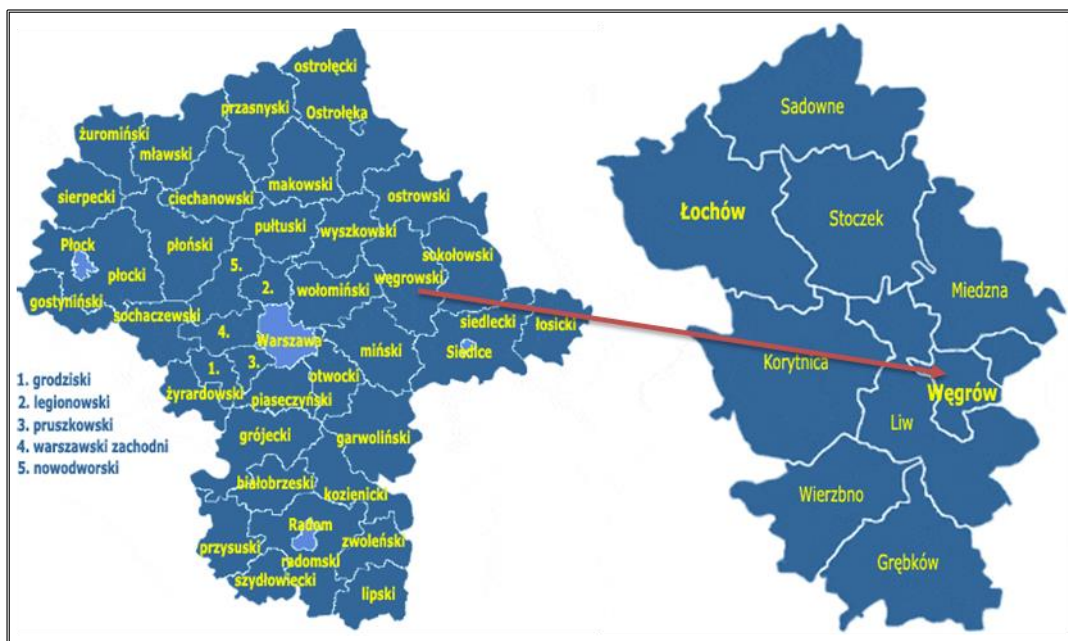 ostrołęcki
przasnyski
Ostrołęka
żuromiński
mławski
makowski
ostrowski
sierpecki
ciechanowski
pułtuski
wyszkowski
Płock
płoński
sokołowski
płocki
5.
węgrowski
2.
wołomiński
gostyniński
sochaczewski
siedlecki
łosicki
4.
Warszawa
miński
Siedlce
1.
3.
otwocki
żyrardowski
piaseczyński
grójecki
garwoliński
białobrzeski
kozienicki
Radom
przysuski
zwoleński
radomski
szydłowiecki
lipski
1. grodziski
2. legionowski
3. pruszkowski
4. warszawski zachodni
5. nowodworski
Sadowne
Łochów
Stoczek
Miedzna
Korytnica
Węgrów
Liw
Wierzbno
Grębków